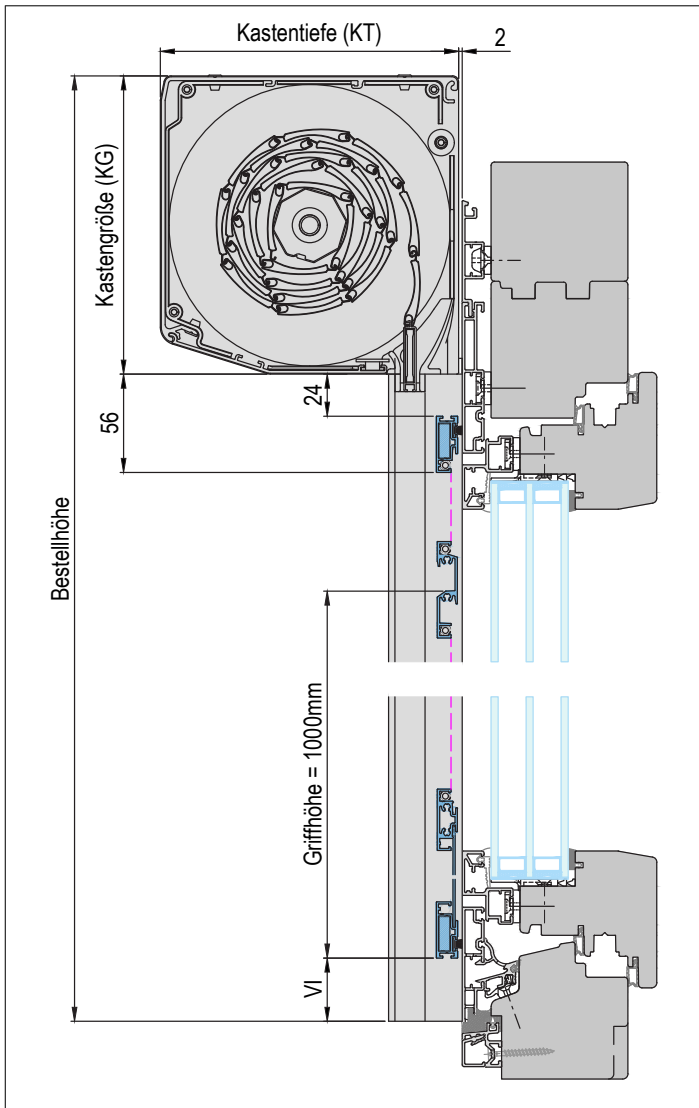 Kastentiefe (KT)
2
Kastengröße (KG)
24
56
Bestellhöhe
Griffhöhe = 1000mm
VI